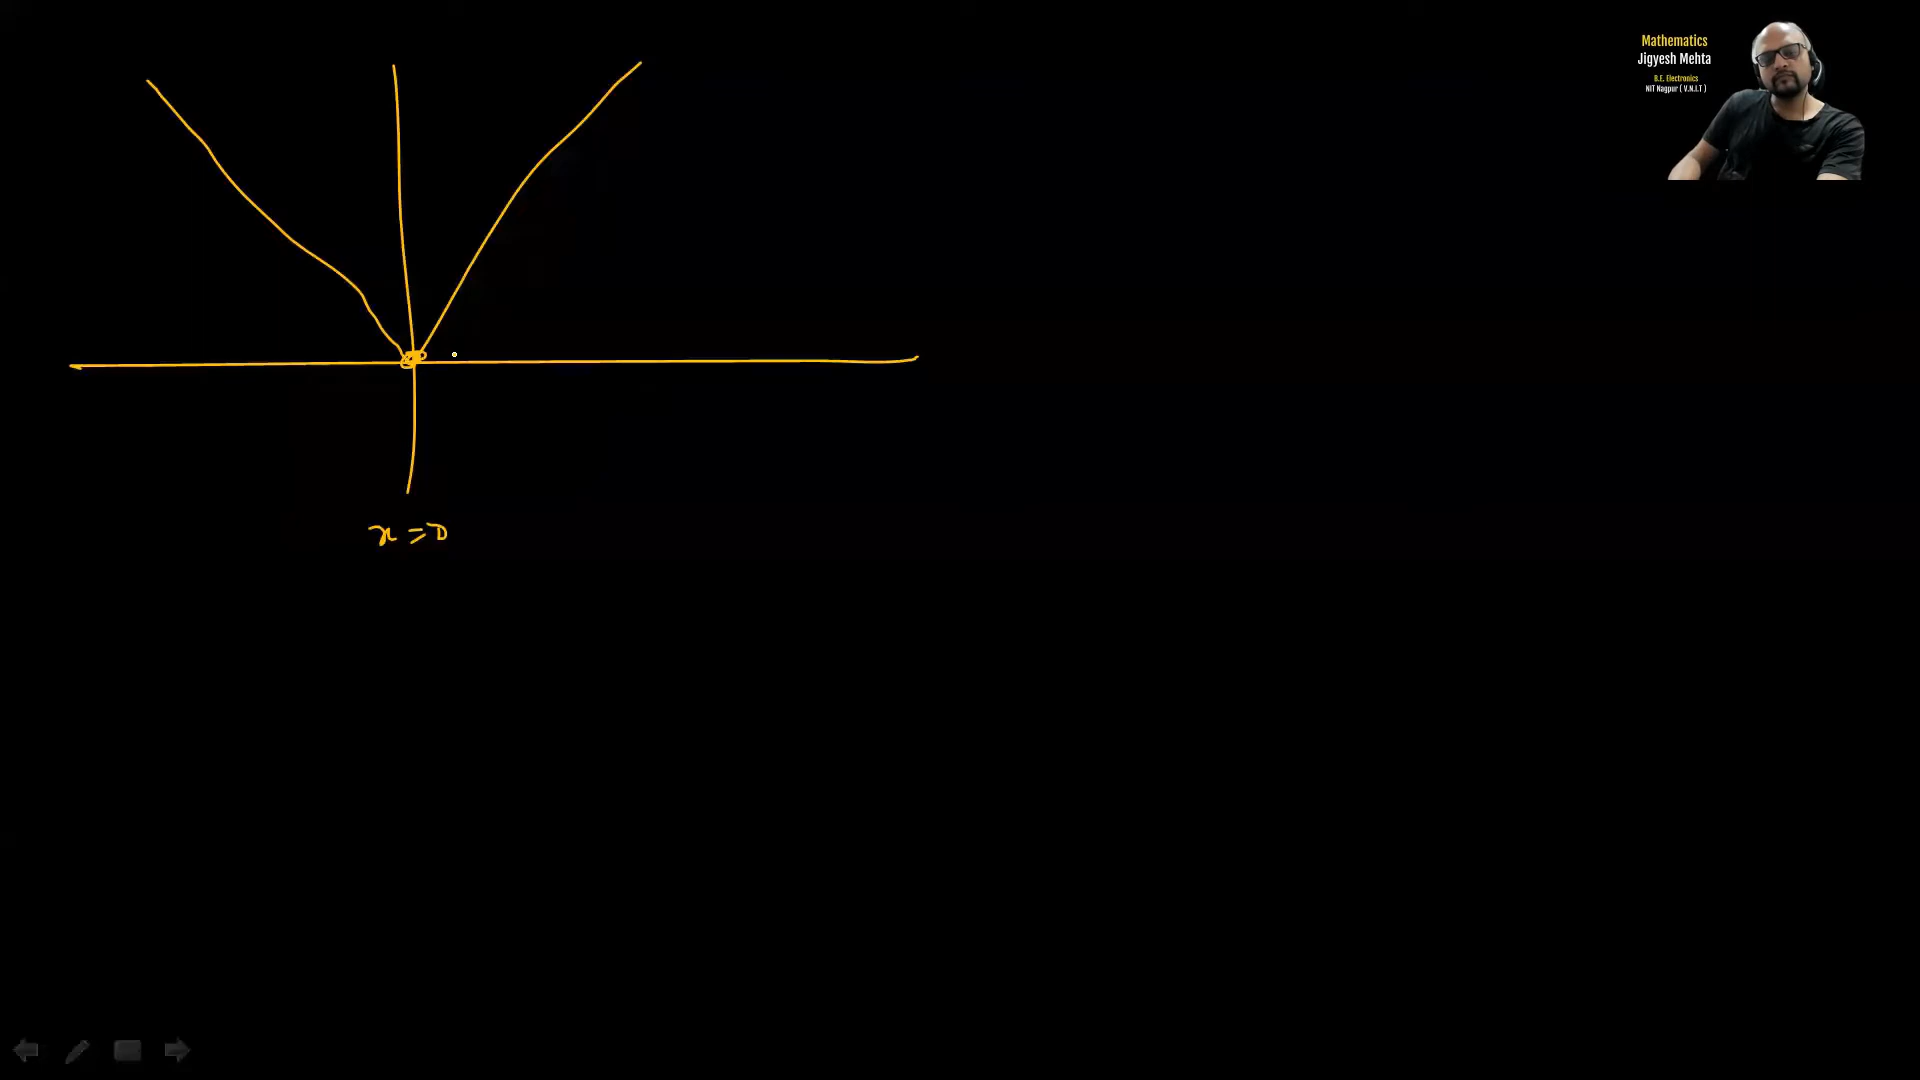 Mathematics
Jigyesh Mehta
B.E. Electronics
NIT Nagpur ( V.N.I.T )
x = 0